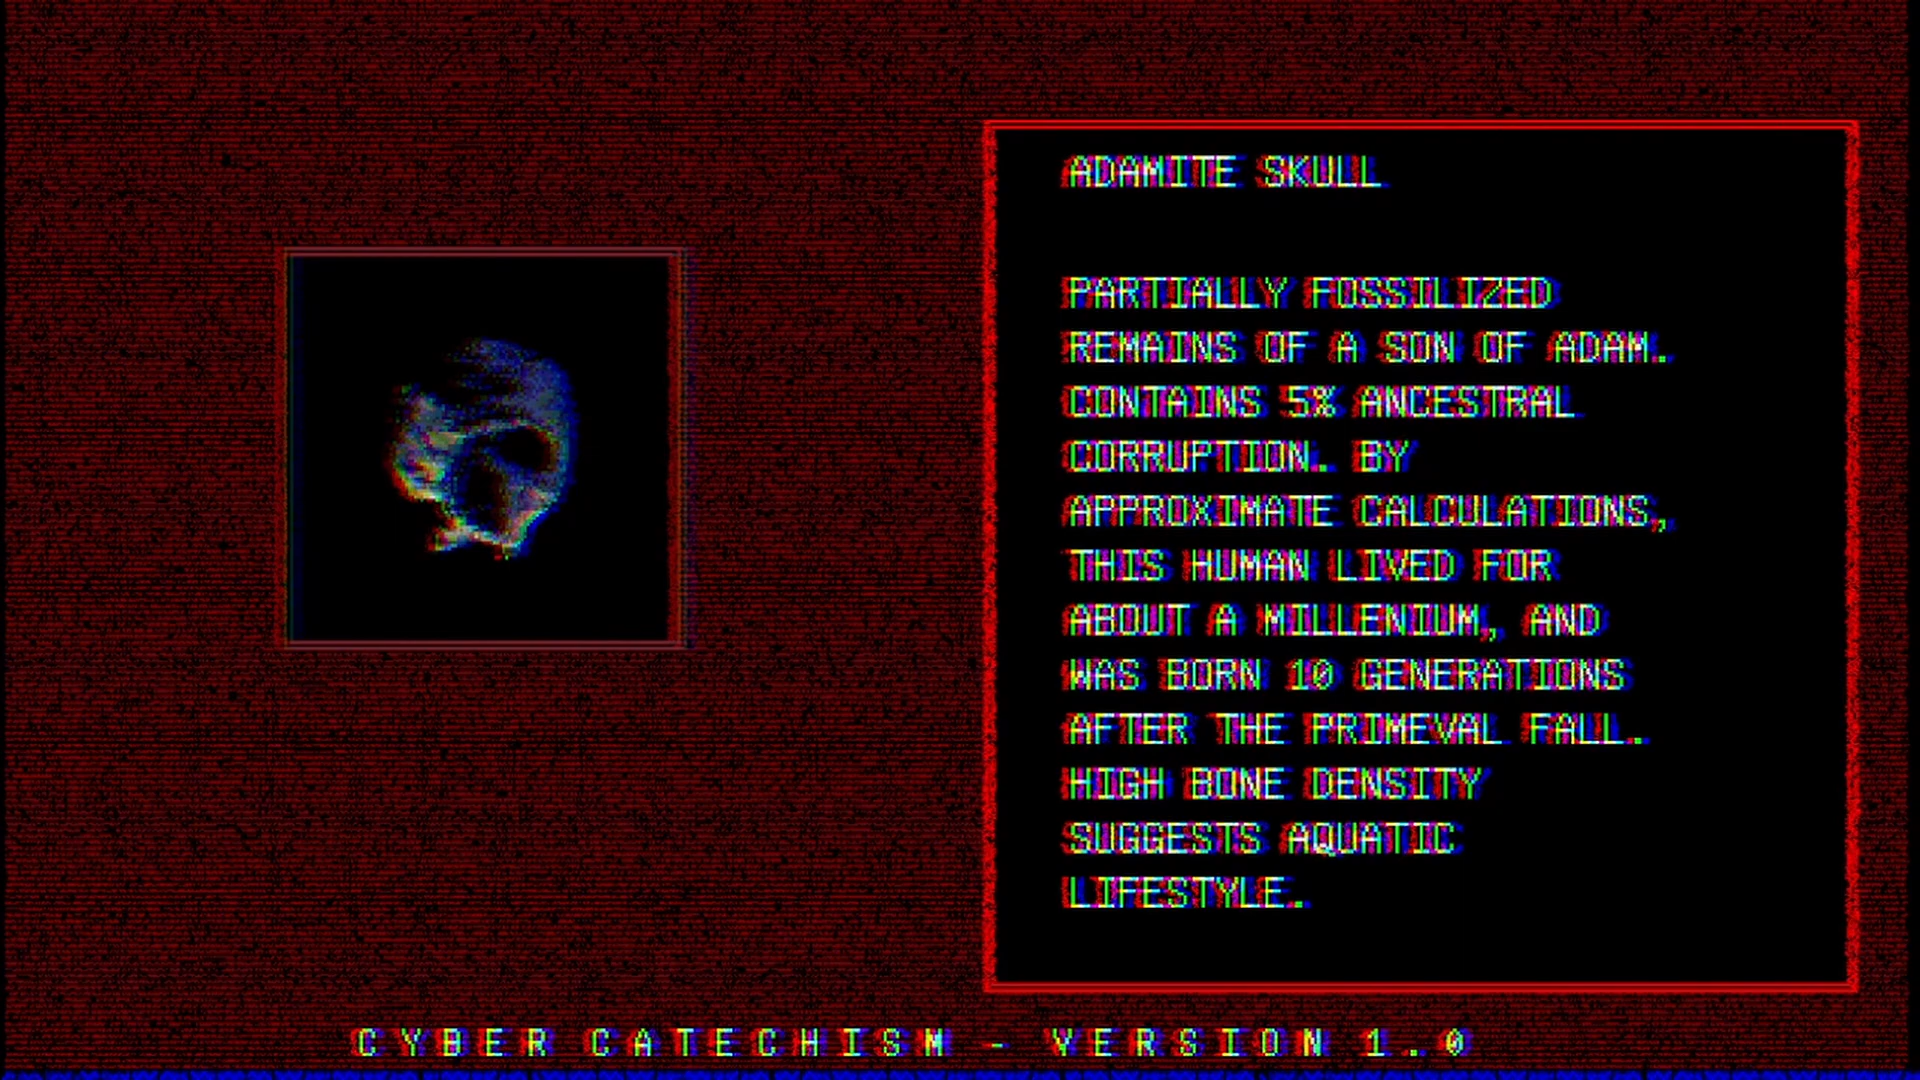 ADAMITE SKULL
PARTIALLY FOSSILIZED
REMAINS OF A SON OF ADAM.
CONTAINS 5% ANCESTRAL
CORRUPTION. BY
APPROXIMATE CALCULATIONS,
THIS HUMAN LIVED FOR
ABOUT A MILLENIUM, AND
WAS BORN 10 GENERATIONS
AFTER THE PRIMEVAL FALL.
HIGH BONE DENSITY
SUGGESTS AQUATIC
LIFESTYLE.
CYBER CATECHISM - VERSION 1.0